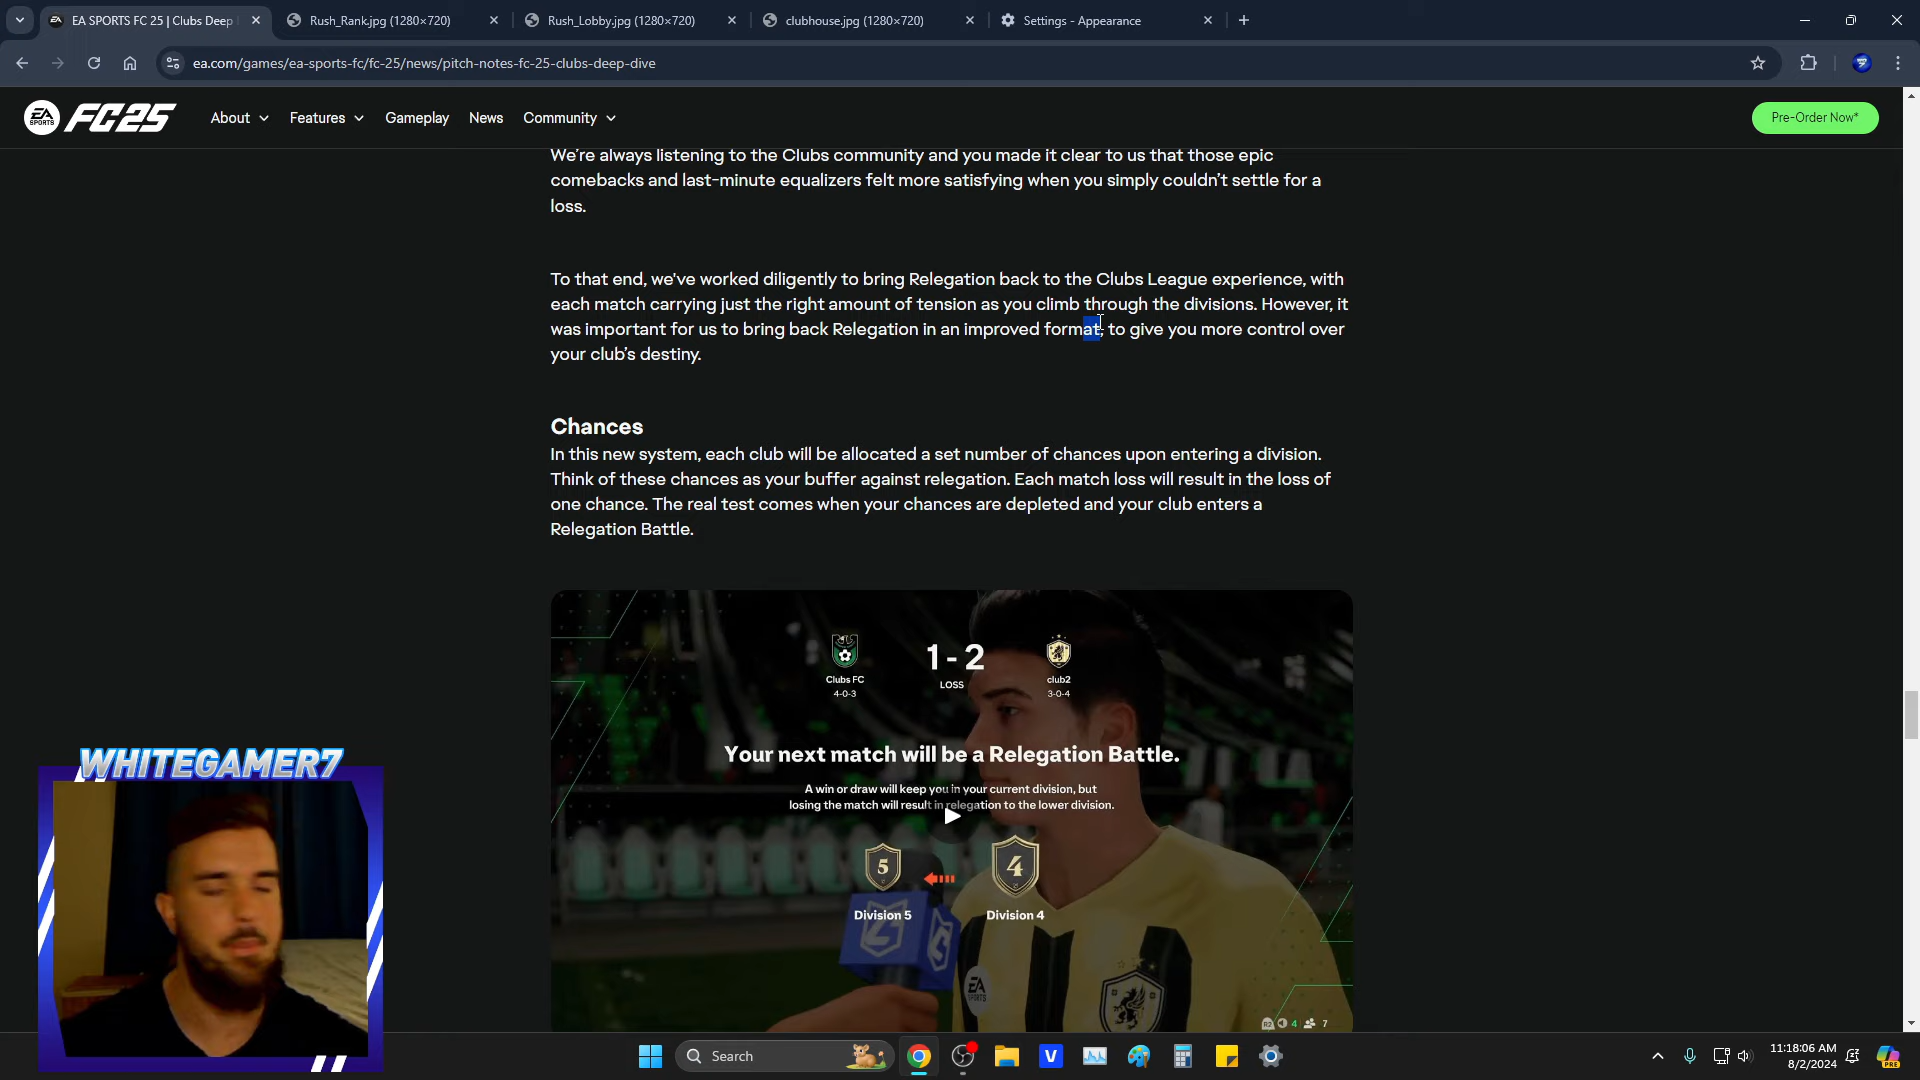 EA SPORTS FC 25 | Clubs Deep
Rush_Rank.jpg (1280×720)
Rush_Lobby.jpg (1280×720)
clubhouse.jpg (1280×720)
Settings - Appearance
ea.com/games/ea-sports-fc/fc-25/news/pitch-notes-fc-25-clubs-deep-dive
EA SPORTS FC25
About
Features
Gameplay
News
Community
Pre-Order Now*
We’re always listening to the Clubs community and you made it clear to us that those epic
comebacks and last-minute equalizers felt more satisfying when you simply couldn’t settle for a
loss.
To that end, we’ve worked diligently to bring Relegation back to the Clubs League experience, with
each match carrying just the right amount of tension as you climb through the divisions. However, it
was important for us to bring back Relegation in an improved format, to give you more control over
your club’s destiny.
Chances
In this new system, each club will be allocated a set number of chances upon entering a division.
Think of these chances as your buffer against relegation. Each match loss will result in the loss of
one chance. The real test comes when your chances are depleted and your club enters a
Relegation Battle.
1 - 2
LOSS
Clubs FC
4-0-3
club2
3-0-4
Your next match will be a Relegation Battle.
A win or draw will keep you in your current division, but
losing the match will result in relegation to the lower division.
5
4
Division 5
Division 4
EA SPORTS
R2 4 7
WHITEGAMER7
Search
V
11:18:06 AM
8/2/2024
PRE